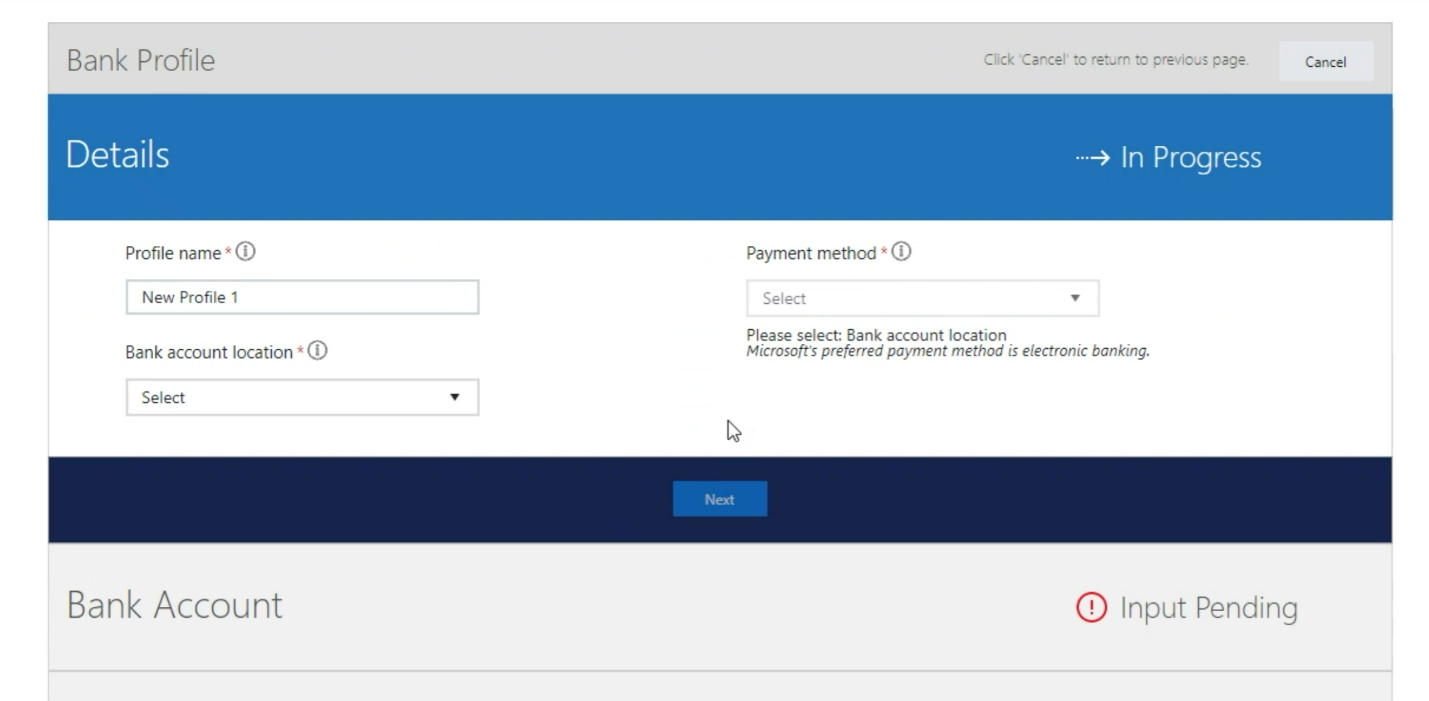 Bank Profile
Click 'Cancel' to return to previous page.
Cancel
Details
In Progress
Profile name *
New Profile 1
Bank account location *
Select
Payment method *
Select
Please select: Bank account location
Microsoft's preferred payment method is electronic banking.
Next
Bank Account
Input Pending